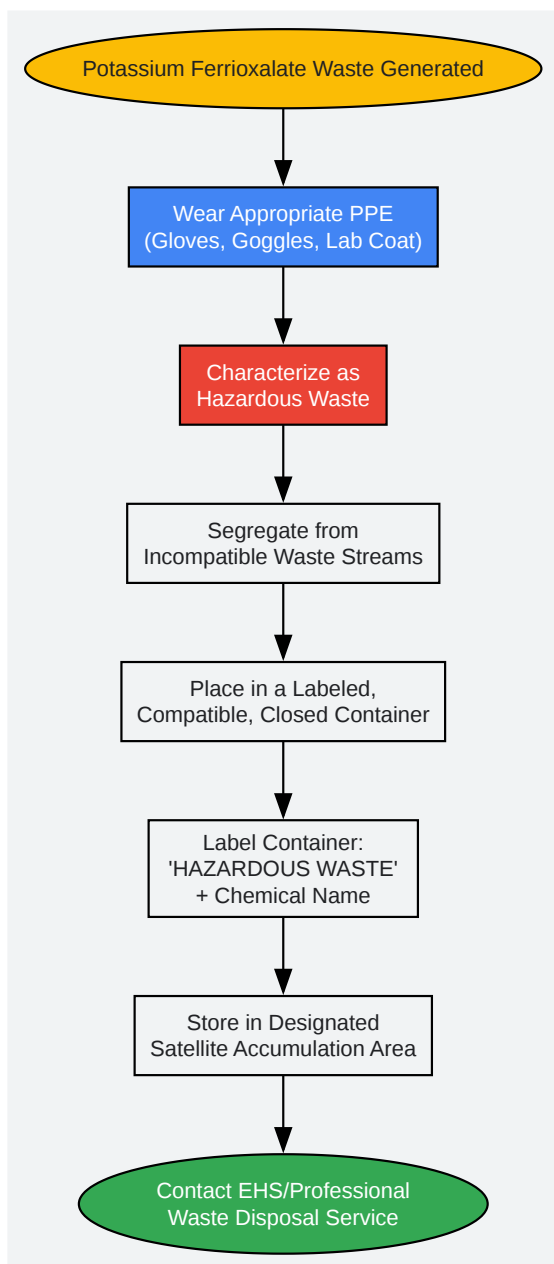 Potassium Ferrioxalate Waste Generated
Wear Appropriate PPE
(Gloves, Goggles, Lab Coat)
Characterize as
Hazardous Waste
Segregate from
Incompatible Waste Streams
Place in a Labeled,
Compatible, Closed Container
Label Container:
'HAZARDOUS WASTE'
+ Chemical Name
Store in Designated
Satellite Accumulation Area
Contact EHS/Professional
Waste Disposal Service